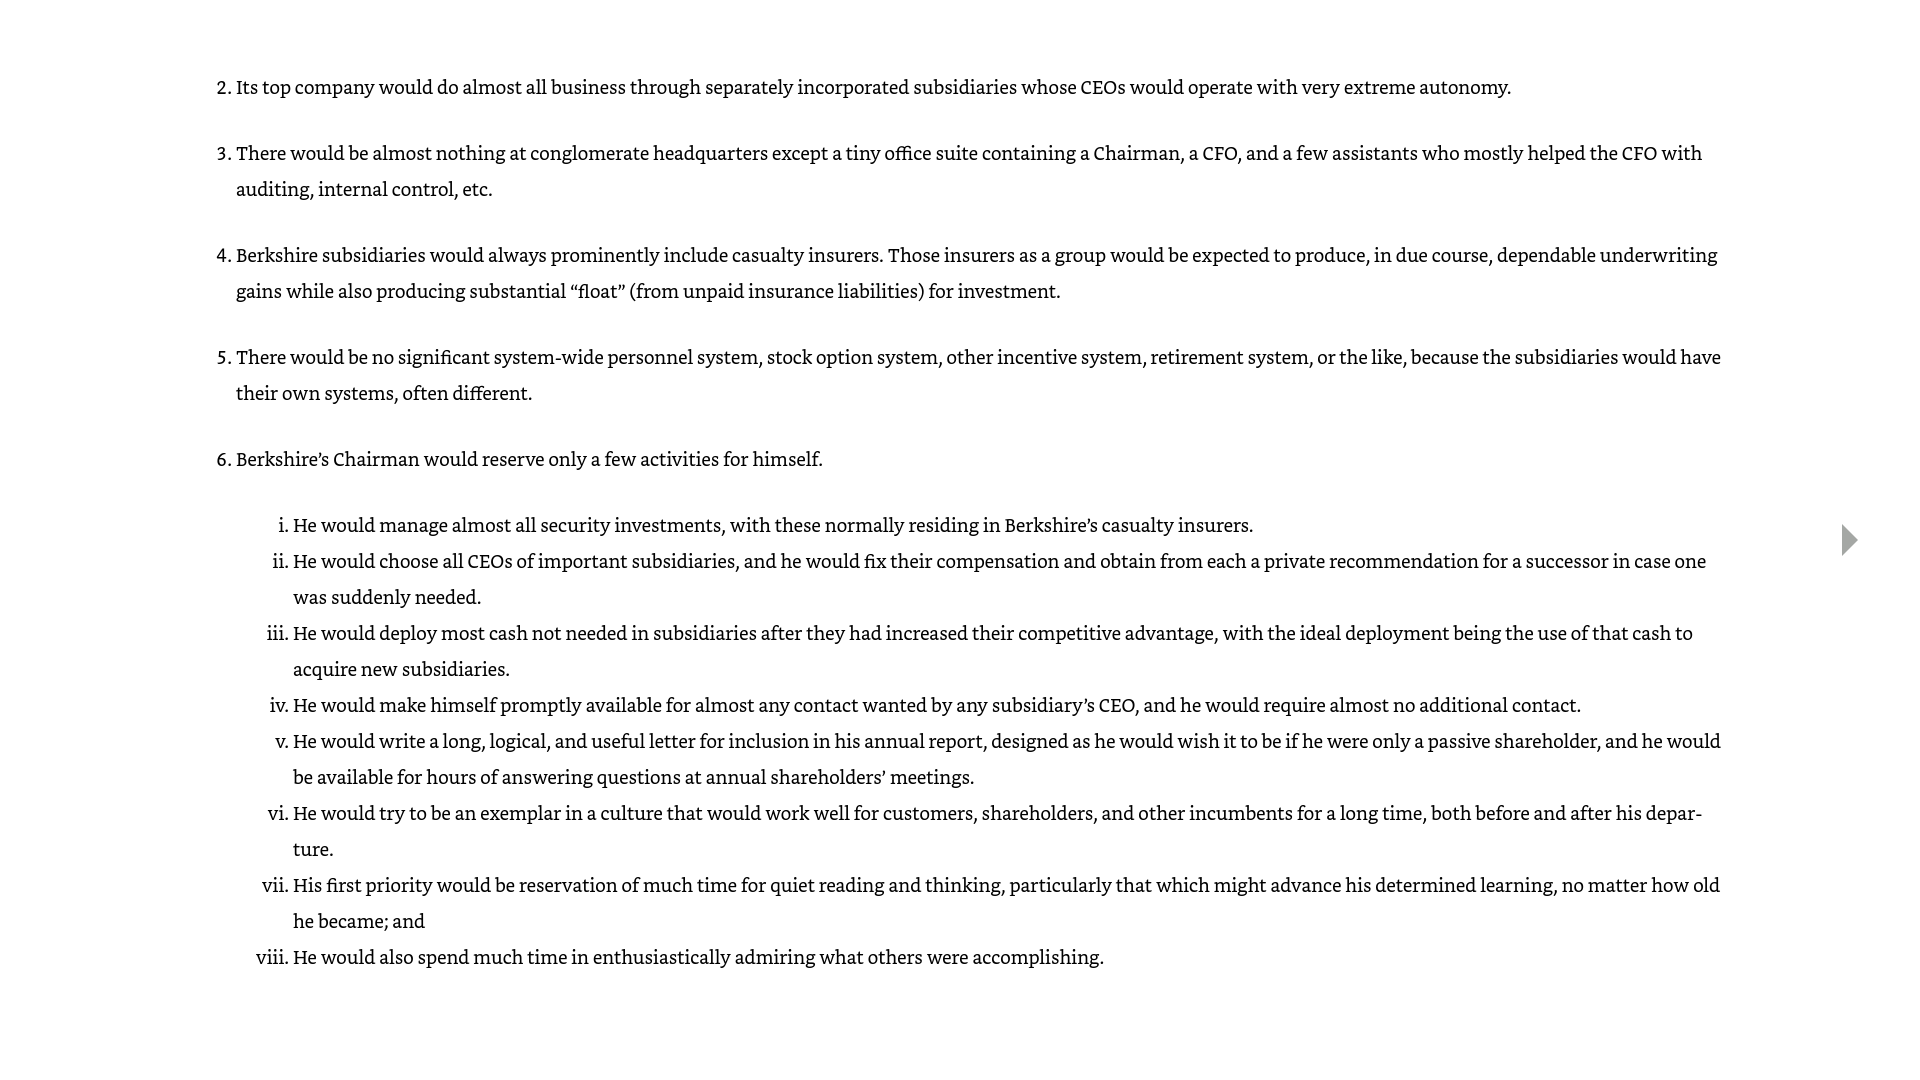 2. Its top company would do almost all business through separately incorporated subsidiaries whose CEOs would operate with very extreme autonomy.
3. There would be almost nothing at conglomerate headquarters except a tiny office suite containing a Chairman, a CFO, and a few assistants who mostly helped the CFO with
auditing, internal control, etc.
4. Berkshire subsidiaries would always prominently include casualty insurers. Those insurers as a group would be expected to produce, in due course, dependable underwriting
gains while also producing substantial “float” (from unpaid insurance liabilities) for investment.
5. There would be no significant system-wide personnel system, stock option system, other incentive system, retirement system, or the like, because the subsidiaries would have
their own systems, often different.
6. Berkshire’s Chairman would reserve only a few activities for himself.
i. He would manage almost all security investments, with these normally residing in Berkshire’s casualty insurers.
ii. He would choose all CEOs of important subsidiaries, and he would fix their compensation and obtain from each a private recommendation for a successor in case one
was suddenly needed.
iii. He would deploy most cash not needed in subsidiaries after they had increased their competitive advantage, with the ideal deployment being the use of that cash to
acquire new subsidiaries.
iv. He would make himself promptly available for almost any contact wanted by any subsidiary’s CEO, and he would require almost no additional contact.
v. He would write a long, logical, and useful letter for inclusion in his annual report, designed as he would wish it to be if he were only a passive shareholder, and he would
be available for hours of answering questions at annual shareholders’ meetings.
vi. He would try to be an exemplar in a culture that would work well for customers, shareholders, and other incumbents for a long time, both before and after his depar-
ture.
vii. His first priority would be reservation of much time for quiet reading and thinking, particularly that which might advance his determined learning, no matter how old
he became; and
viii. He would also spend much time in enthusiastically admiring what others were accomplishing.